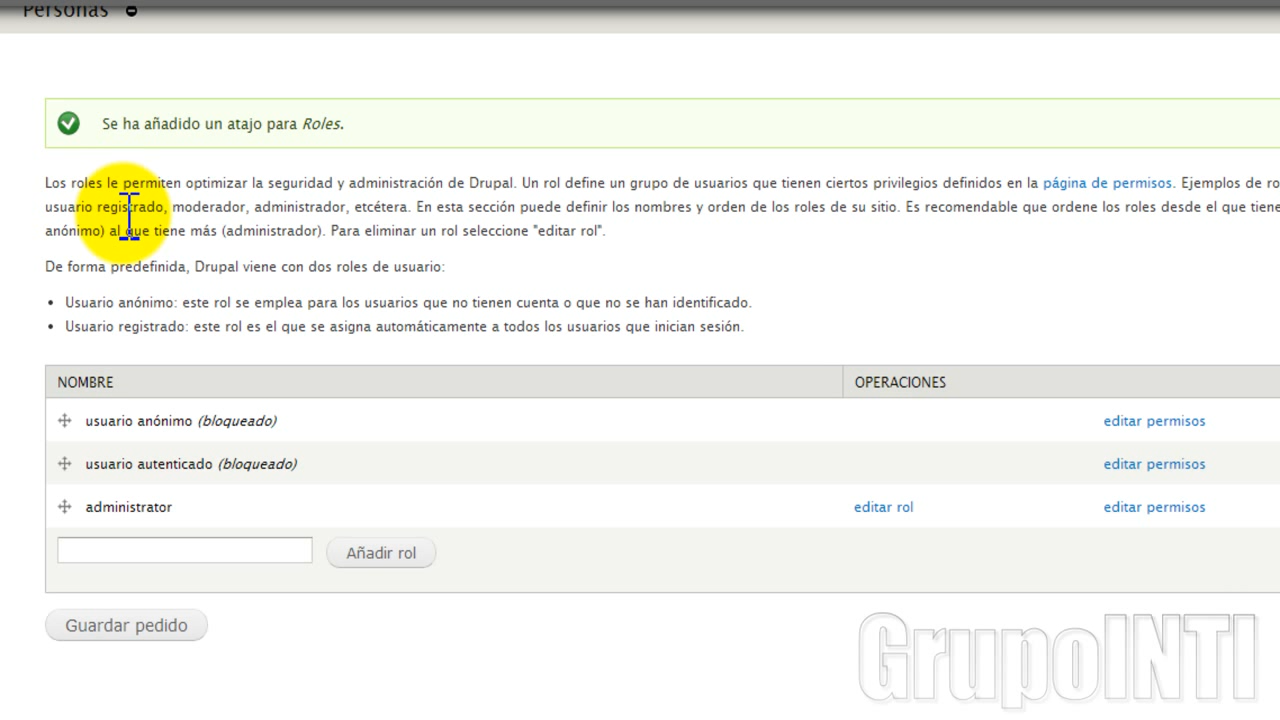 Personas
Se ha añadido un atajo para Roles.
Los roles le permiten optimizar la seguridad y administración de Drupal. Un rol define un grupo de usuarios que tienen ciertos privilegios definidos en la página de permisos. Ejemplos de ro
usuario registrado, moderador, administrador, etcétera. En esta sección puede definir los nombres y orden de los roles de su sitio. Es recomendable que ordene los roles desde el que tiene
anónimo) al que tiene más (administrador). Para eliminar un rol seleccione "editar rol".
De forma predefinida, Drupal viene con dos roles de usuario:
• Usuario anónimo: este rol se emplea para los usuarios que no tienen cuenta o que no se han identificado.
• Usuario registrado: este rol es el que se asigna automáticamente a todos los usuarios que inician sesión.
NOMBRE OPERACIONES
usuario anónimo (bloqueado) editar permisos
usuario autenticado (bloqueado) editar permisos
administrator editar rol editar permisos
Añadir rol
Guardar pedido
GrupoINTI